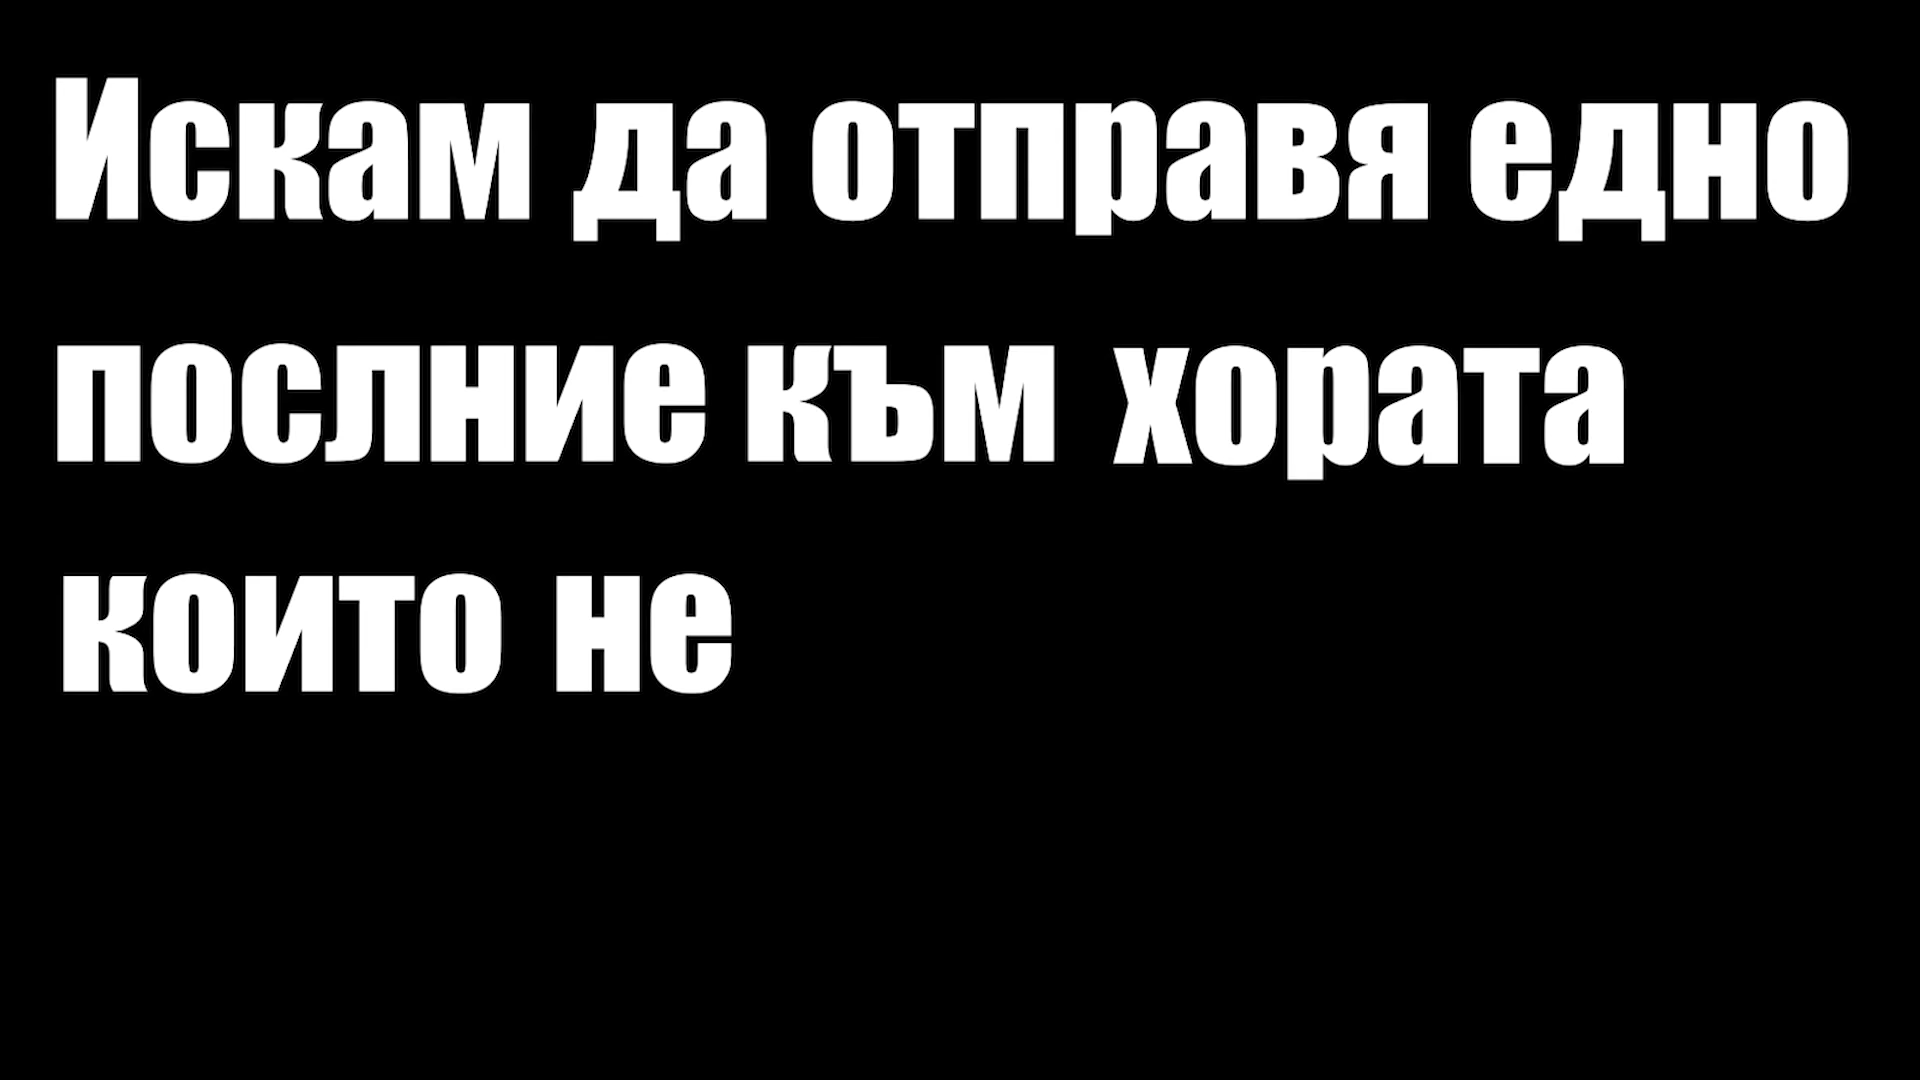 Искам да отправя едно
послние към хората
които не